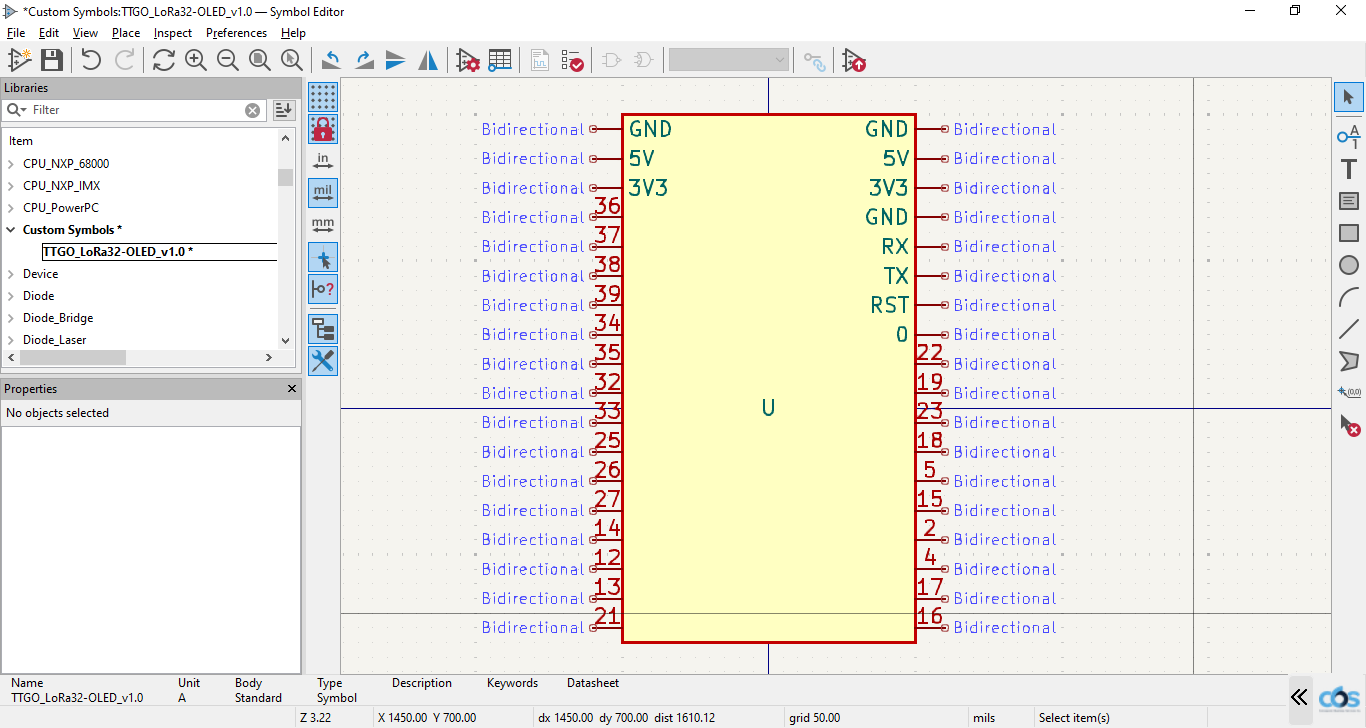 *Custom Symbols:TTGO_LoRa32-OLED_v1.0 — Symbol Editor
File Edit View Place Inspect Preferences Help
Libraries
Filter
Item
CPU_NXP_68000
CPU_NXP_IMX
CPU_PowerPC
Custom Symbols *
TTGO_LoRa32-OLED_v1.0 *
Device
Diode
Diode_Bridge
Diode_Laser
Properties
No objects selected
in
mil
mm
Bidirectional GND GND Bidirectional
Bidirectional 5V 5V Bidirectional
Bidirectional 3V3 3V3 Bidirectional
Bidirectional 36 GND Bidirectional
Bidirectional 37 RX Bidirectional
Bidirectional 38 TX Bidirectional
Bidirectional 39 RST Bidirectional
Bidirectional 34 0 Bidirectional
Bidirectional 35 22 Bidirectional
Bidirectional 32 19 Bidirectional
Bidirectional 33 23 Bidirectional
Bidirectional 25 18 Bidirectional
Bidirectional 26 5 Bidirectional
Bidirectional 27 15 Bidirectional
Bidirectional 14 2 Bidirectional
Bidirectional 12 4 Bidirectional
Bidirectional 13 17 Bidirectional
Bidirectional 21 16 Bidirectional
U
A
1
T
(0,0)
Name Unit Body Type Description Keywords Datasheet
TTGO_LoRa32-OLED_v1.0 A Standard Symbol
Z 3.22 X 1450.00 Y 700.00 dx 1450.00 dy 700.00 dist 1610.12 grid 50.00 mils Select item(s)